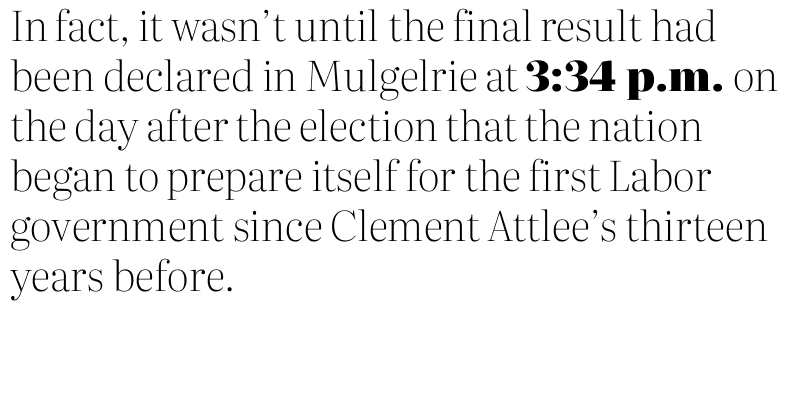 In fact, it wasn’t until the final result had
been declared in Mulgelrie at 3:34 p.m. on
the day after the election that the nation
began to prepare itself for the first Labor
government since Clement Attlee’s thirteen
years before.